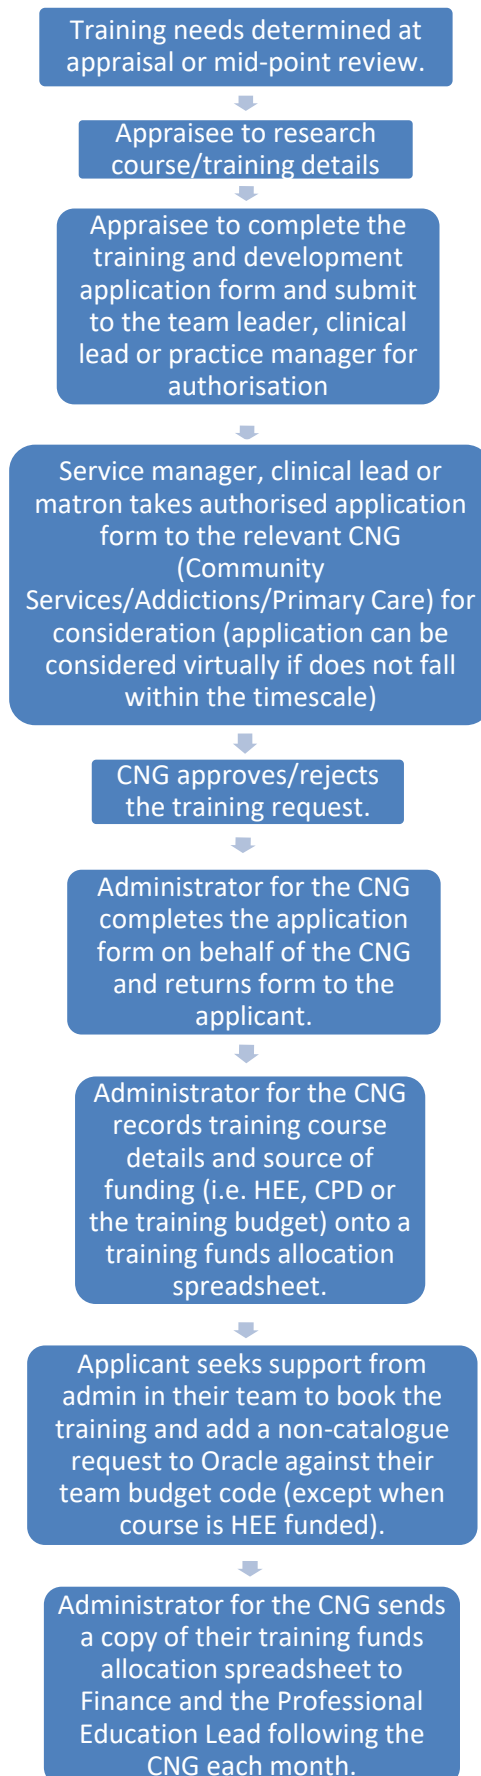 Training needs determined at
appraisal or mid-point review.
Appraisee to research
course/training details
Appraisee to complete the
training and development
application form and submit
to the team leader, clinical
lead or practice manager for
authorisation
Service manager, clinical lead or
matron takes authorised application
form to the relevant CNG
(Community
Services/Addictions/Primary Care) for
consideration (application can be
considered virtually if does not fall
within the timescale)
CNG approves/rejects
the training request.
Administrator for the CNG
completes the application
form on behalf of the CNG
and returns form to the
applicant.
Administrator for the CNG
records training course
details and source of
funding (i.e. HEE, CPD or
the training budget) onto a
training funds allocation
spreadsheet.
Applicant seeks support from
admin in their team to book the
training and add a non-catalogue
request to Oracle against their
team budget code (except when
course is HEE funded).
Administrator for the CNG sends
a copy of their training funds
allocation spreadsheet to
Finance and the Professional
Education Lead following the
CNG each month.